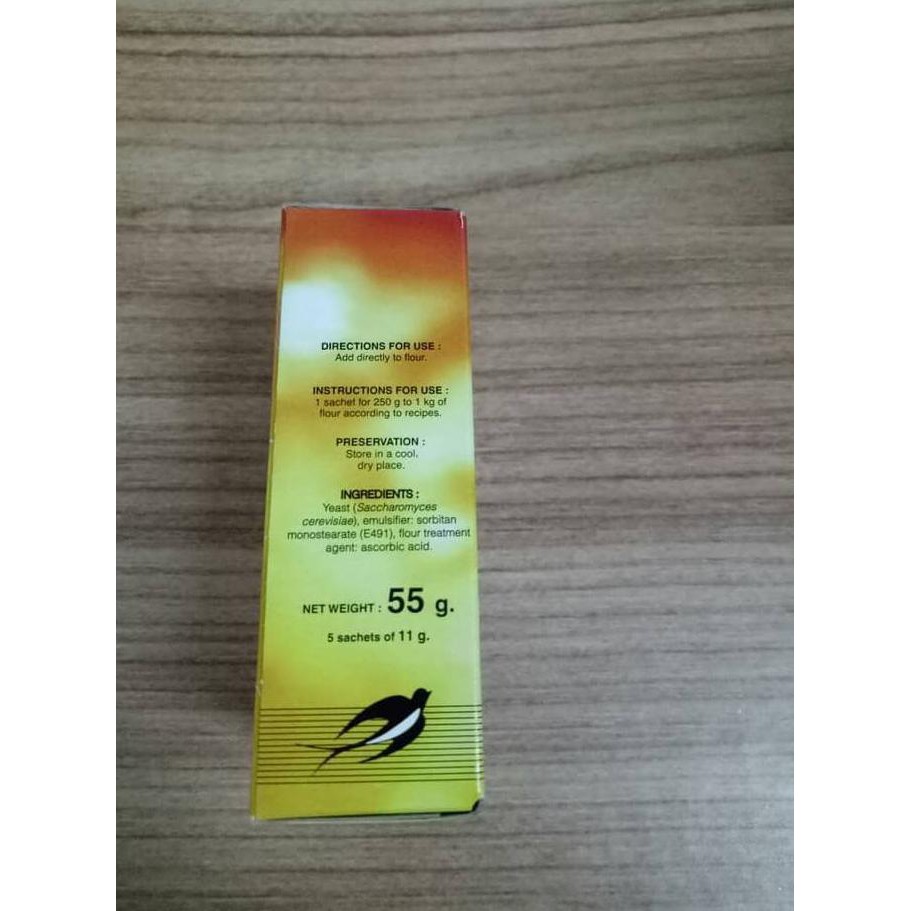 DIRECTIONS FOR USE :
Add directly to flour.
INSTRUCTIONS FOR USE :
1 sachet for 250 g to 1 kg of
flour according to recipes.
PRESERVATION :
Store in a cool,
dry place.
INGREDIENTS :
Yeast (Saccharomyces
cerevisiae), emulsifier: sorbitan
monostearate (E491), flour treatment
agent: ascorbic acid.
NET WEIGHT : 55 g.
5 sachets of 11 g.